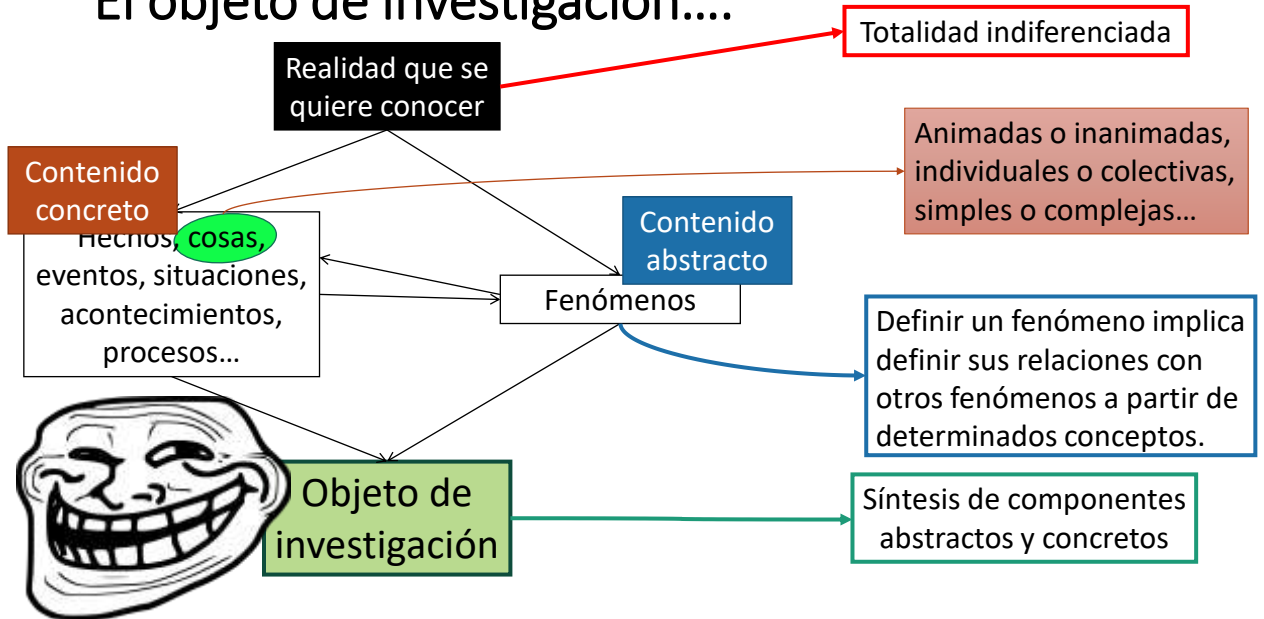 El objeto de investigación….
Totalidad indiferenciada
Realidad que se
quiere conocer
Animadas o inanimadas,
individuales o colectivas,
simples o complejas…
Contenido
concreto
Hechos, cosas,
eventos, situaciones,
acontecimientos,
procesos…
Contenido
abstracto
Fenómenos
Definir un fenómeno implica
definir sus relaciones con
otros fenómenos a partir de
determinados conceptos.
Objeto de
investigación
Síntesis de componentes
abstractos y concretos